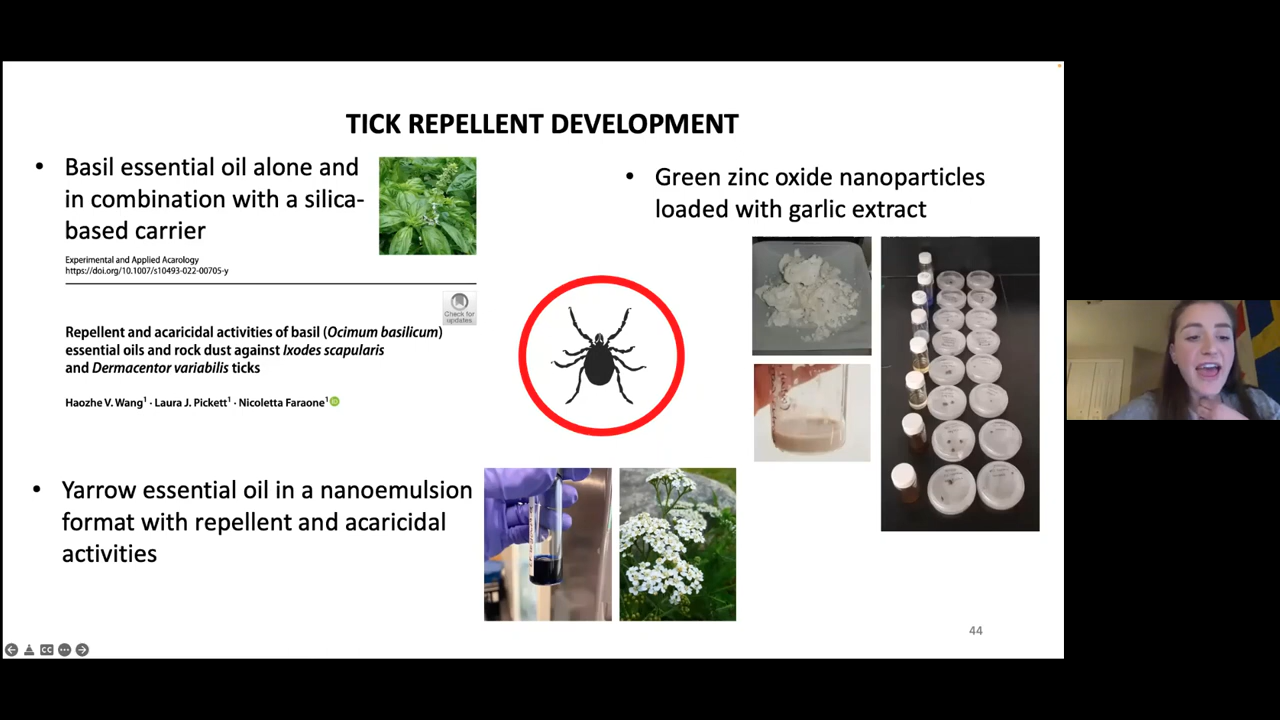 TICK REPELLENT DEVELOPMENT
• Basil essential oil alone and
in combination with a silica-
based carrier
Experimental and Applied Acarology
https://doi.org/10.1007/s10493-022-00705-y
Check for
updates
Repellent and acaricidal activities of basil (Ocimum basilicum)
essential oils and rock dust against Ixodes scapularis
and Dermacentor variabilis ticks
Haozhe V. Wang¹ · Laura J. Pickett¹ · Nicoletta Faraone¹
• Yarrow essential oil in a nanoemulsion
format with repellent and acaricidal
activities
• Green zinc oxide nanoparticles
loaded with garlic extract
44
CC